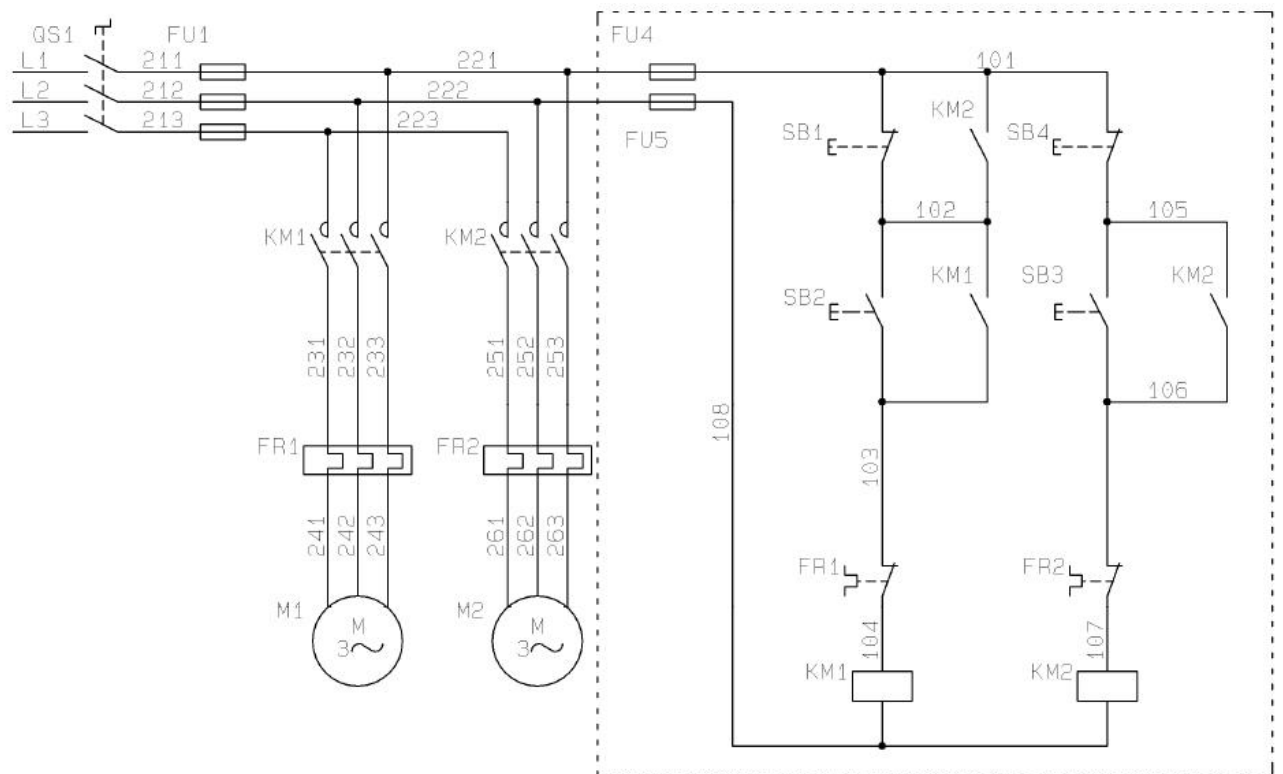 QS1 FU1 FU4
L1 211 221 101
L2 212 222
L3 213 223 FU5 SB1 KM2 SB4
102 105
KM1 KM2
SB2 KM1 SB3 KM2
231 232 233 251 252 253
106
108
FR1 FR2 103
241 242 243 261 262 263
FR1 FR2
M1 M 3~ M2 M 3~
104 107
KM1 KM2